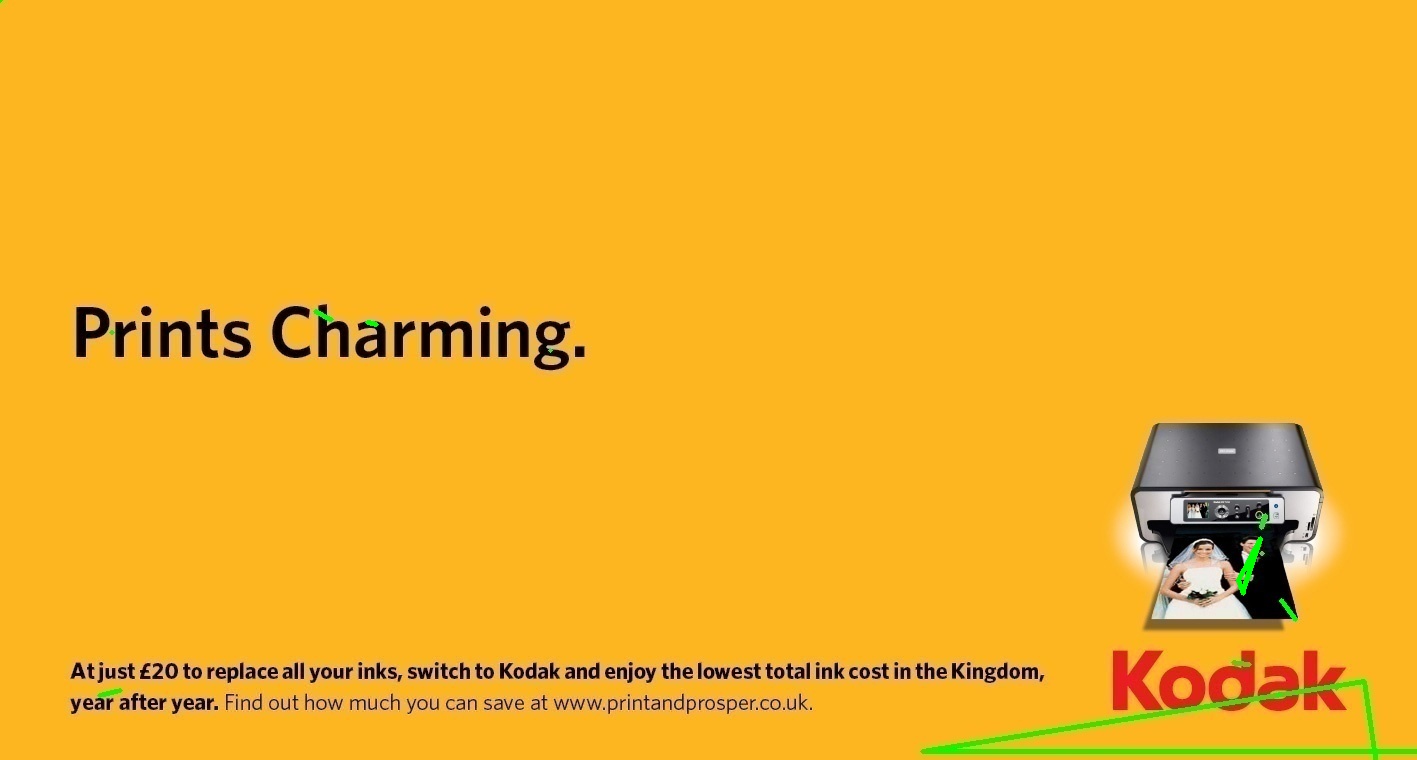 Prints Charming.
At just £20 to replace all your inks, switch to Kodak and enjoy the lowest total ink cost in the Kingdom,
year after year. Find out how much you can save at www.printandprosper.co.uk.
Kodak